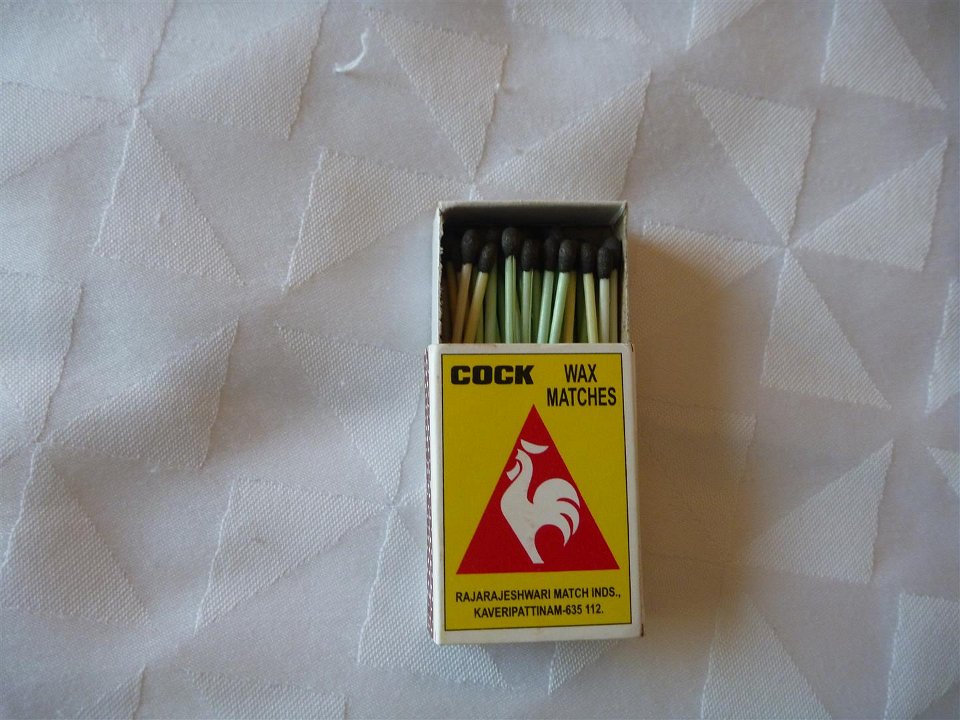 COCK WAX
MATCHES
RAJARAJESHWARI MATCH INDS.,
KAVERIPATTINAM-635 112.